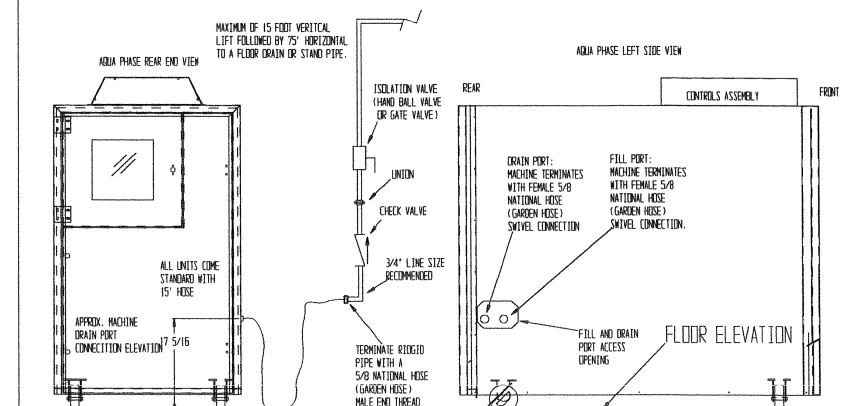 MAXIMUM OF 15 FOOT VERITCAL
LIFT FOLLOWED BY 75' HORIZONTAL
TO A FLOOR DRAIN OR STAND PIPE.
AQUA PHASE REAR END VIEW
AQUA PHASE LEFT SIDE VIEW
ISOLATION VALVE
(HAND BALL VALVE
OR GATE VALVE)
REAR
CONTROLS ASSEMBLY
FRONT
UNION
CHECK VALVE
DRAIN PORT:
MACHINE TERMINATES
WITH FEMALE 5/8
NATIONAL HOSE
(GARDEN HOSE)
SWIVEL CONNECTION
FILL PORT:
MACHINE TERMINATES
WITH FEMALE 5/8
NATIONAL HOSE
(GARDEN HOSE)
SWIVEL CONNECTION.
ALL UNITS COME
STANDARD WITH
15' HOSE
3/4" LINE SIZE
RECOMMENDED
APPROX. MACHINE
DRAIN PORT
CONNECITION ELEVATION
17 5/16
FILL AND DRAIN
PORT ACCESS
OPENING
FLOOR ELEVATION
TERMINATE RIDGID
PIPE WITH A
5/8 NATIONAL HOSE
(GARDEN HOSE)
MALE END THREAD